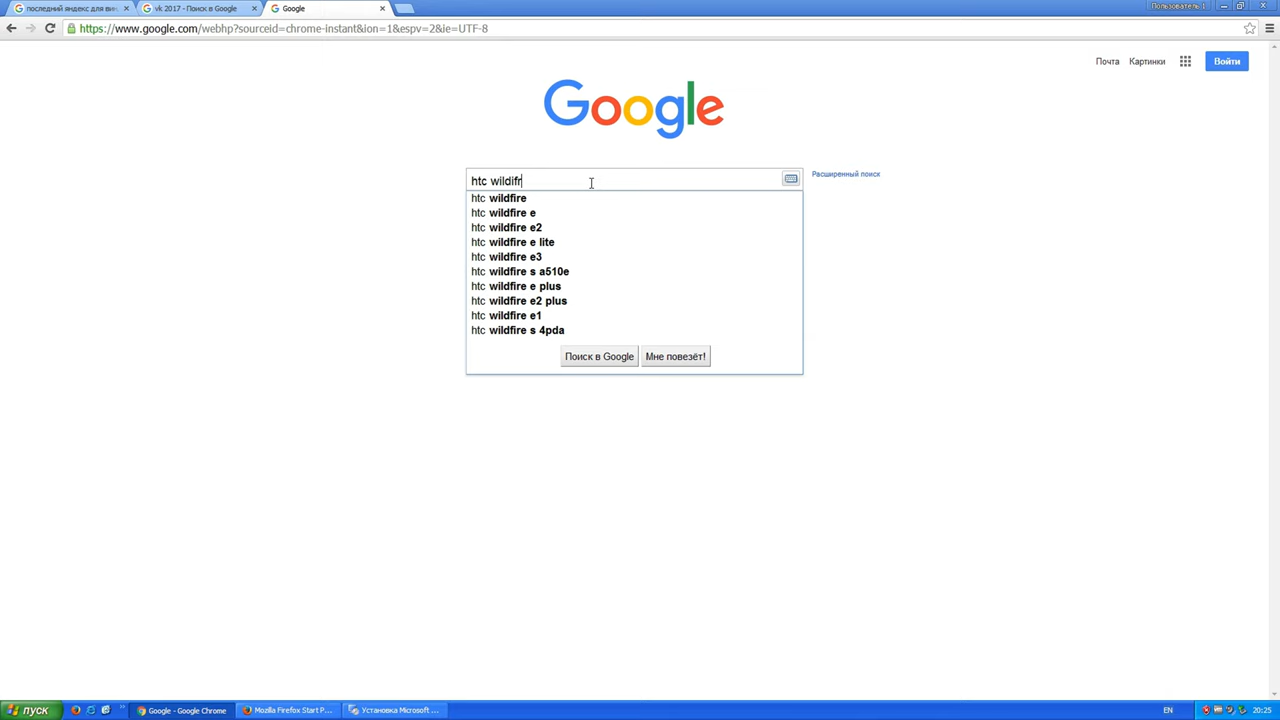 последний яндекс для вин
vk 2017 - Поиск в Google
Google
Пользователь 1
https://www.google.com/webhp?sourceid=chrome-instant&ion=1&espv=2&ie=UTF-8
Почта Картинки Войти
Google
htc wildifr
Расширенный поиск
htc wildfire
htc wildfire e
htc wildfire e2
htc wildfire e lite
htc wildfire e3
htc wildfire s a510e
htc wildfire e plus
htc wildfire e2 plus
htc wildfire e1
htc wildfire s 4pda
Поиск в Google Мне повезёт!
пуск
Google - Google Chrome
Mozilla Firefox Start P...
Установка Microsoft ...
EN
20:25